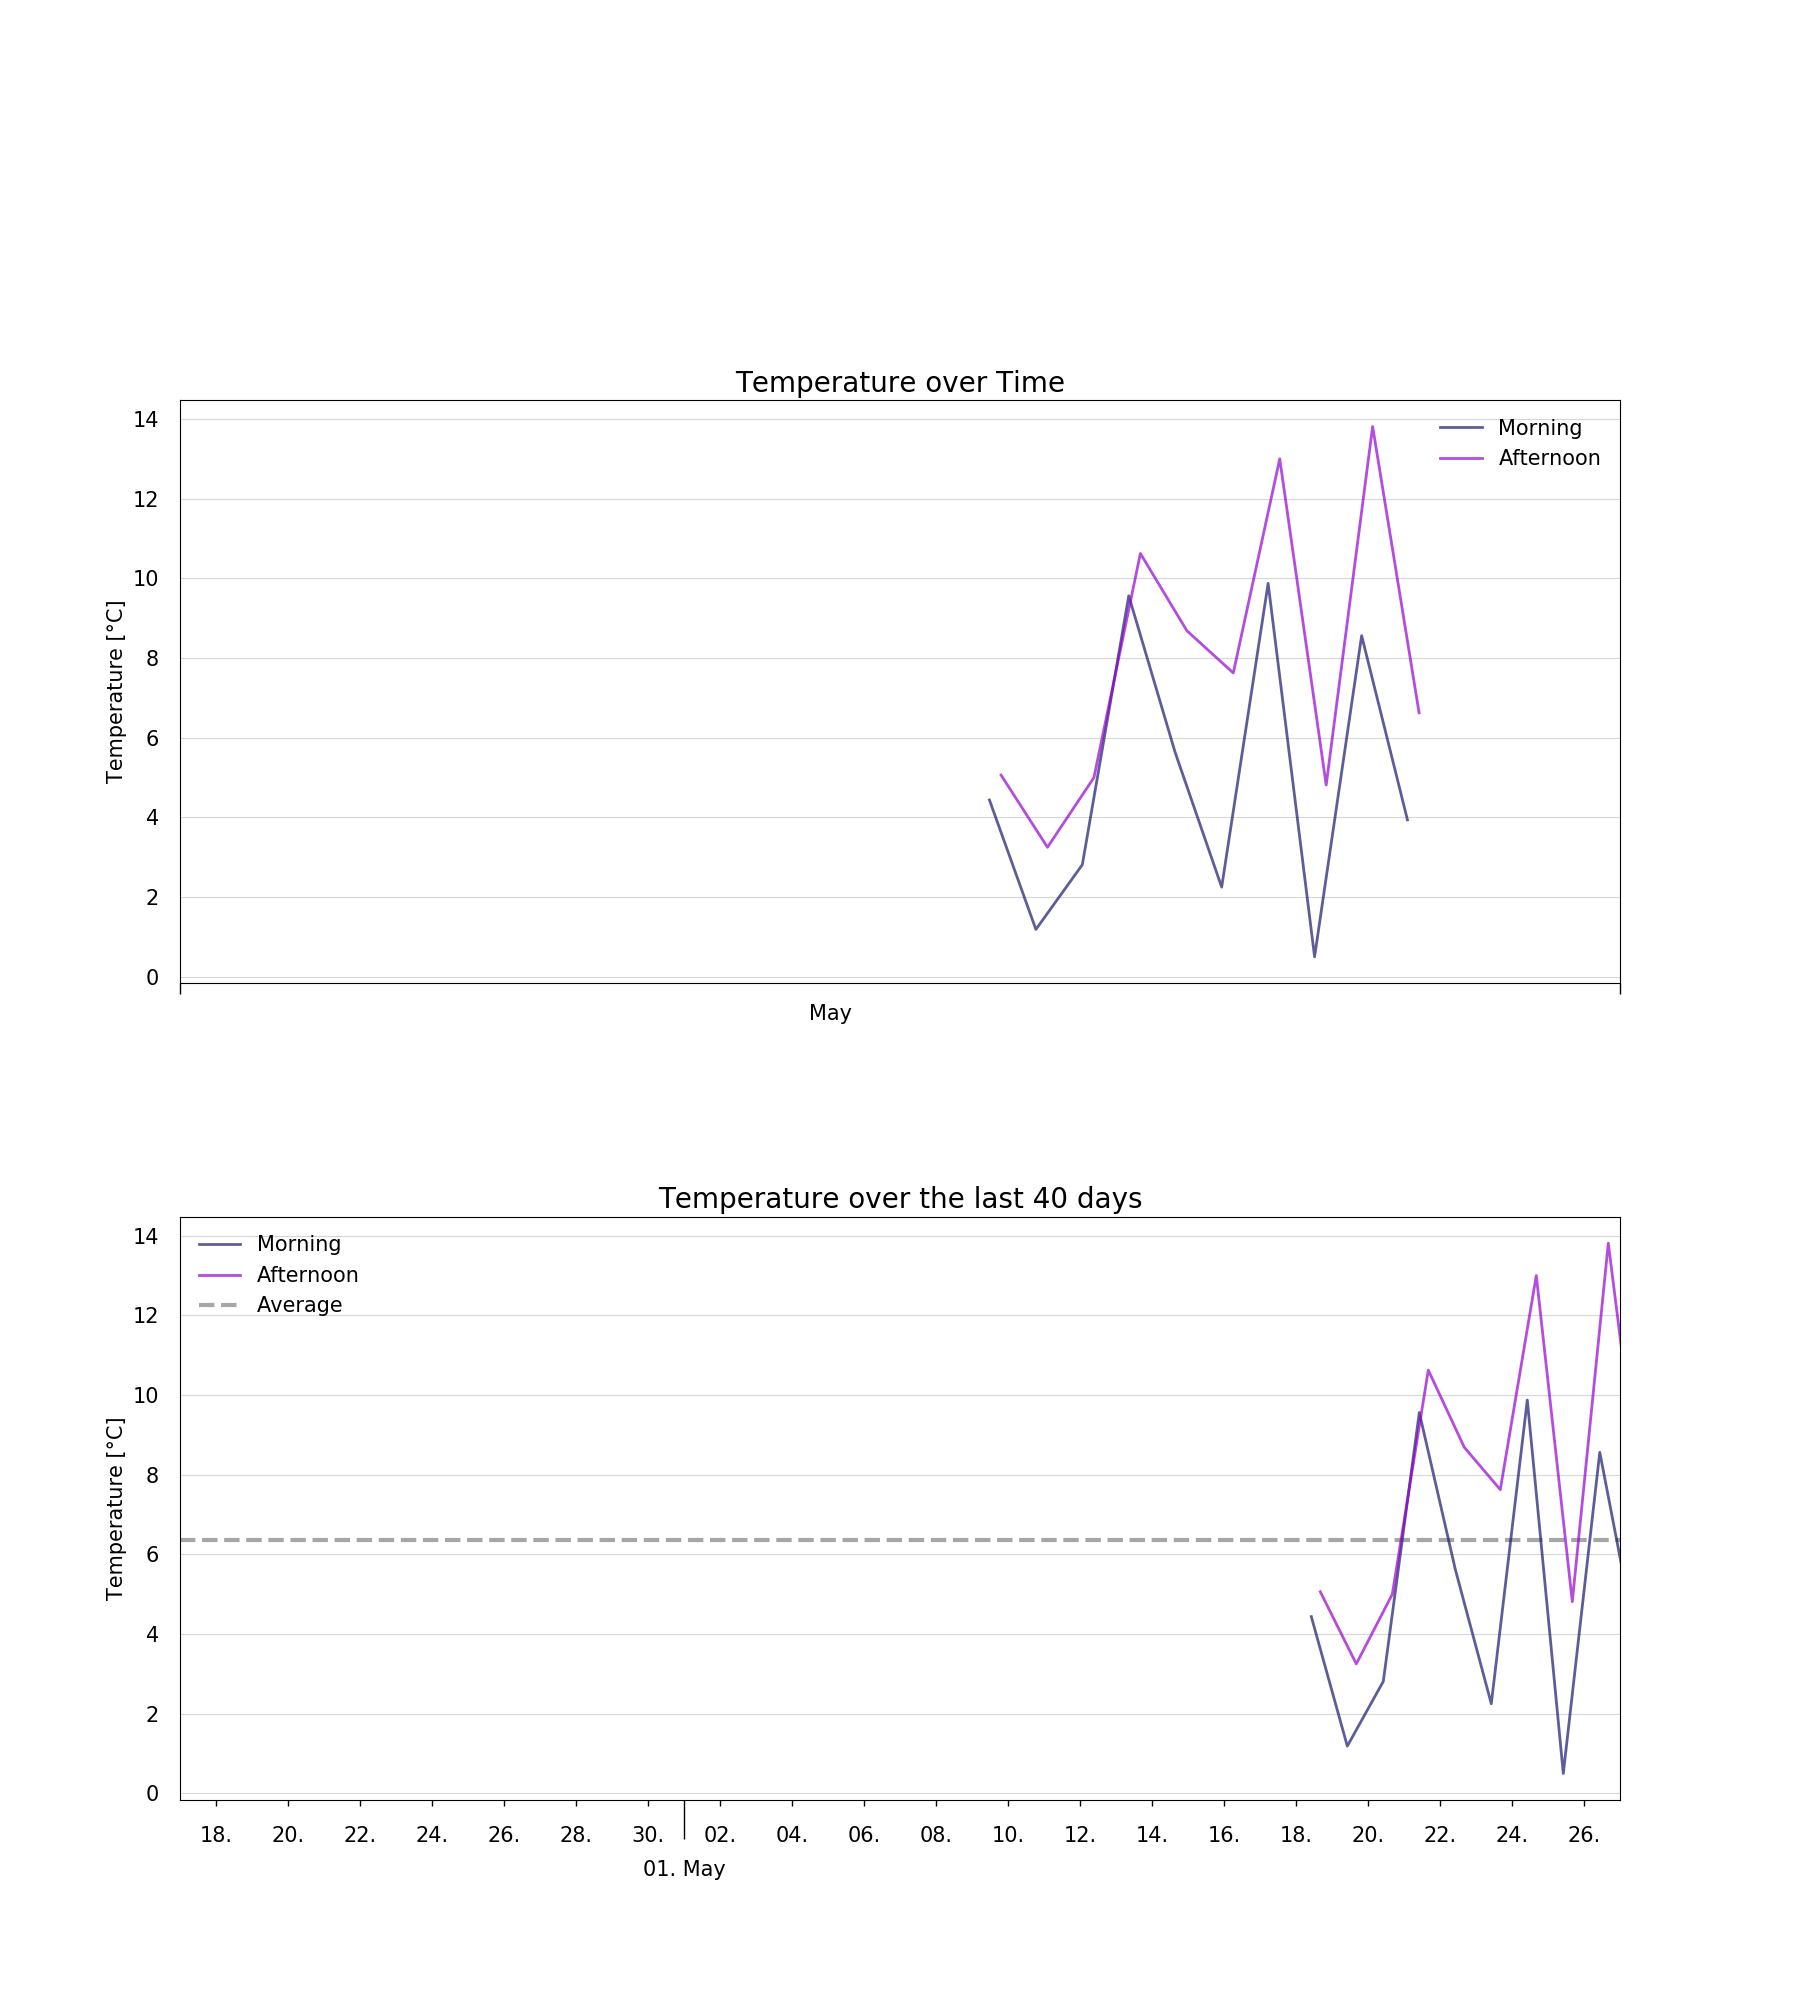 Temperature over Time
14
12
10
8
6
4
2
0
Temperature [°C]
Morning
Afternoon
May
Temperature over the last 40 days
14
12
10
8
6
4
2
0
Temperature [°C]
Morning
Afternoon
Average
18. 20. 22. 24. 26. 28. 30. 02. 04. 06. 08. 10. 12. 14. 16. 18. 20. 22. 24. 26.
01. May